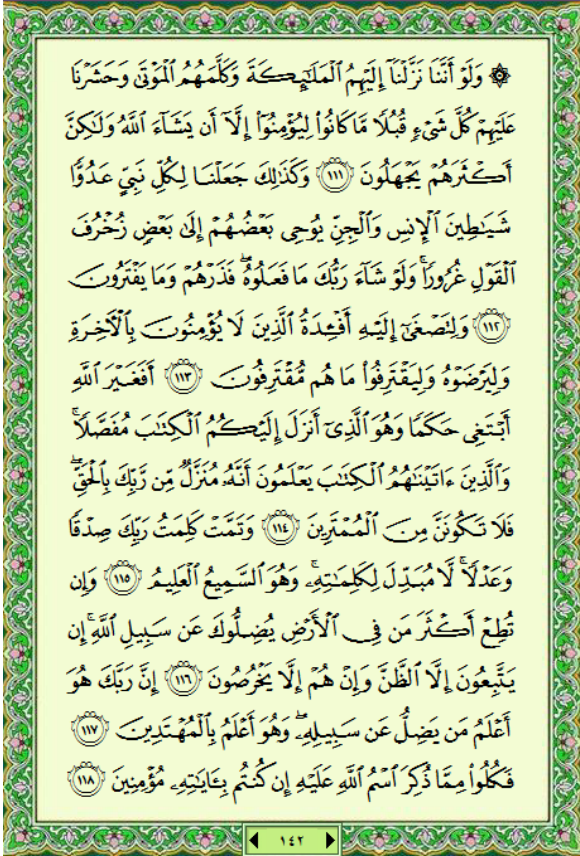 ۞ وَلَوۡ أَنَّنَا نَزَّلۡنَآ إِلَيۡهِمُ ٱلۡمَلَـٰٓئِكَةَ وَكَلَّمَهُمُ ٱلۡمَوۡتَىٰ وَحَشَرۡنَا
عَلَيۡهِمۡ كُلَّ شَىۡءٍ قُبُلًا مَّا كَانُواْ لِيُؤۡمِنُوٓاْ إِلَّآ أَن يَشَآءَ ٱللَّهُ وَلَـٰكِنَّ
أَكۡثَرَهُمۡ يَجۡهَلُونَ ١١١ وَكَذَٰلِكَ جَعَلۡنَا لِكُلِّ نَبِىٍّ عَدُوًّا
شَيَـٰطِينَ ٱلۡإِنسِ وَٱلۡجِنِّ يُوحِى بَعۡضُهُمۡ إِلَىٰ بَعۡضٍ زُخۡرُفَ
ٱلۡقَوۡلِ غُرُورًاۚ وَلَوۡ شَآءَ رَبُّكَ مَا فَعَلُوهُۖ فَذَرۡهُمۡ وَمَا يَفۡتَرُونَ
١١٢ وَلِتَصۡغَىٰٓ إِلَيۡهِ أَفۡـِٔدَةُ ٱلَّذِينَ لَا يُؤۡمِنُونَ بِٱلۡأَخِرَةِ
وَلِيَرۡضَوۡهُ وَلِيَقۡتَرِفُواْ مَا هُم مُّقۡتَرِفُونَ ١١٣ أَفَغَيۡرَ ٱللَّهِ
أَبۡتَغِى حَكَمًا وَهُوَ ٱلَّذِىٓ أَنزَلَ إِلَيۡكُمُ ٱلۡكِتَـٰبَ مُفَصَّلًاۚ
وَٱلَّذِينَ ءَاتَيۡنَـٰهُمُ ٱلۡكِتَـٰبَ يَعۡلَمُونَ أَنَّهُۥ مُنَزَّلٌ مِّن رَّبِّكَ بِٱلۡحَقِّۖ
فَلَا تَكُونَنَّ مِنَ ٱلۡمُمۡتَرِينَ ١١٤ وَتَمَّتۡ كَلِمَتُ رَبِّكَ صِدۡقًا
وَعَدۡلًاۚ لَّا مُبَدِّلَ لِكَلِمَـٰتِهِۦۚ وَهُوَ ٱلسَّمِيعُ ٱلۡعَلِيمُ ١١٥ وَإِن
تُطِعۡ أَكۡثَرَ مَن فِى ٱلۡأَرۡضِ يُضِلُّوكَ عَن سَبِيلِ ٱللَّهِۚ إِن
يَتَّبِعُونَ إِلَّا ٱلظَّنَّ وَإِنۡ هُمۡ إِلَّا يَخۡرُصُونَ ١١٦ إِنَّ رَبَّكَ هُوَ
أَعۡلَمُ مَن يَضِلُّ عَن سَبِيلِهِۦۖ وَهُوَ أَعۡلَمُ بِٱلۡمُهۡتَدِينَ ١١٧
فَكُلُواْ مِمَّا ذُكِرَ ٱسۡمُ ٱللَّهِ عَلَيۡهِ إِن كُنتُم بِـَٔايَـٰتِهِۦ مُؤۡمِنِينَ ١١٨
١٤٢